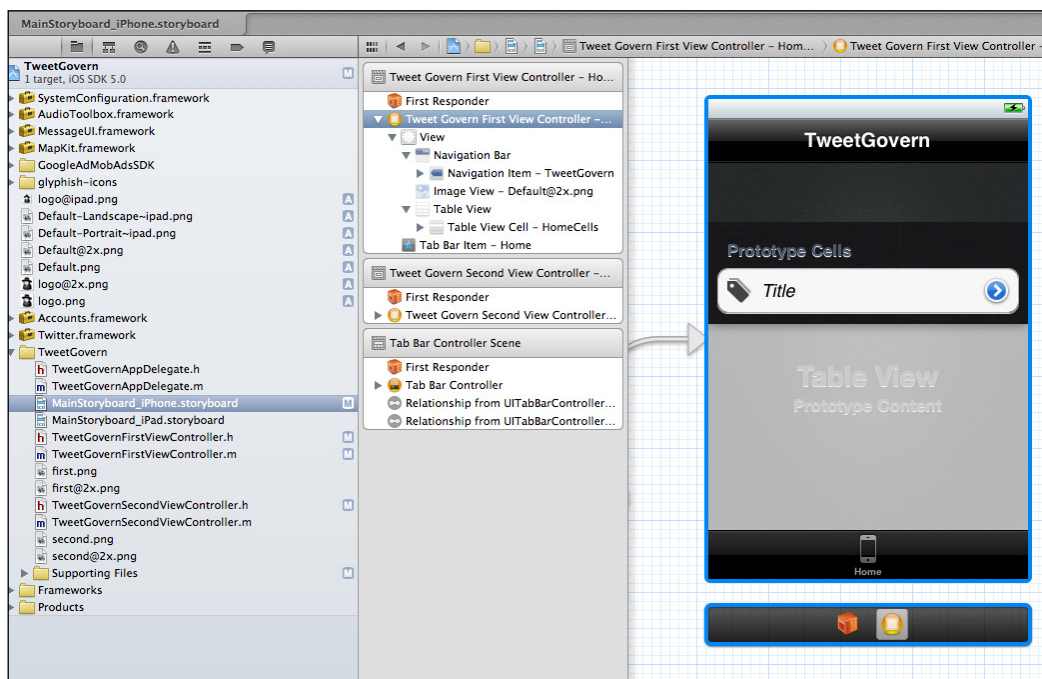 MainStoryboard_iPhone.storyboard
Tweet Govern First View Controller – Hom...
Tweet Govern First View Controller –
TweetGovern
1 target, iOS SDK 5.0
M
SystemConfiguration.framework
AudioToolbox.framework
MessageUI.framework
MapKit.framework
GoogleAdMobAdsSDK
glyphish-icons
logo@ipad.png
A
Default-Landscape~ipad.png
A
Default-Portrait~ipad.png
A
Default@2x.png
A
Default.png
A
logo@2x.png
A
logo.png
A
Accounts.framework
Twitter.framework
TweetGovern
h TweetGovernAppDelegate.h
m TweetGovernAppDelegate.m
MainStoryboard_iPhone.storyboard
M
MainStoryboard_iPad.storyboard
h TweetGovernFirstViewController.h
M
m TweetGovernFirstViewController.m
M
first.png
first@2x.png
h TweetGovernSecondViewController.h
M
m TweetGovernSecondViewController.m
second.png
second@2x.png
Supporting Files
M
Frameworks
Products
Tweet Govern First View Controller – Ho...
First Responder
Tweet Govern First View Controller –...
View
Navigation Bar
Navigation Item – TweetGovern
Image View – Default@2x.png
Table View
Table View Cell – HomeCells
Tab Bar Item – Home
Tweet Govern Second View Controller –...
First Responder
Tweet Govern Second View Controller...
Tab Bar Controller Scene
First Responder
Tab Bar Controller
Relationship from UITabBarController...
Relationship from UITabBarController...
TweetGovern
Prototype Cells
Title
Table View
Prototype Content
Home